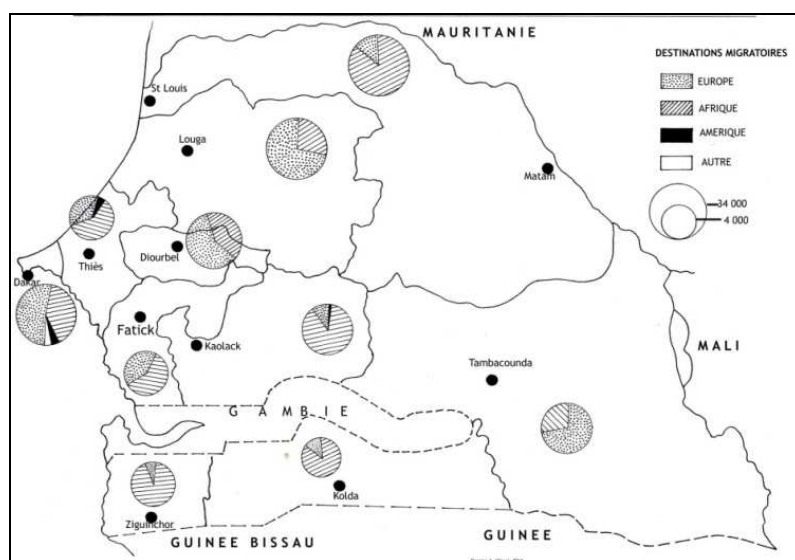 MAURITANIE
DESTINATIONS MIGRATOIRES
EUROPE
AFRIQUE
AMERIQUE
AUTRE
34 000
4 000
St Louis
Louga
Matam
Thiès
Diourbel
Dakar
Fatick
Kaolack
MALI
Tambacounda
GAMBIE
Kolda
Ziguinchor
GUINEE BISSAU
GUINEE